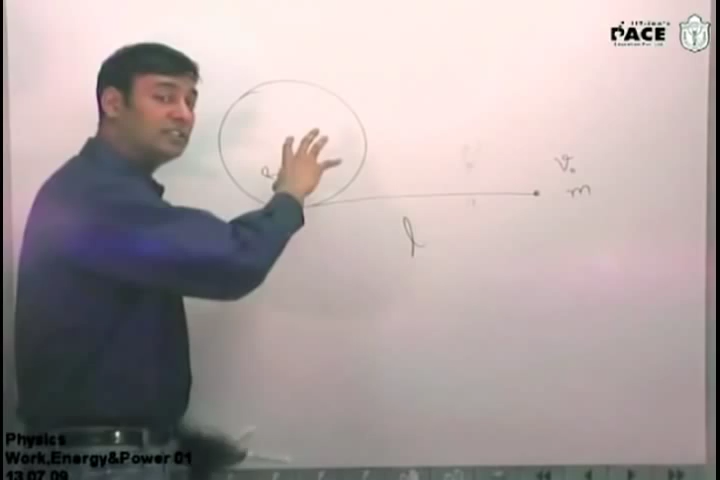 PACE
R
l
v₀
m
Physics
Work,Energy&Power 01
13.07.09